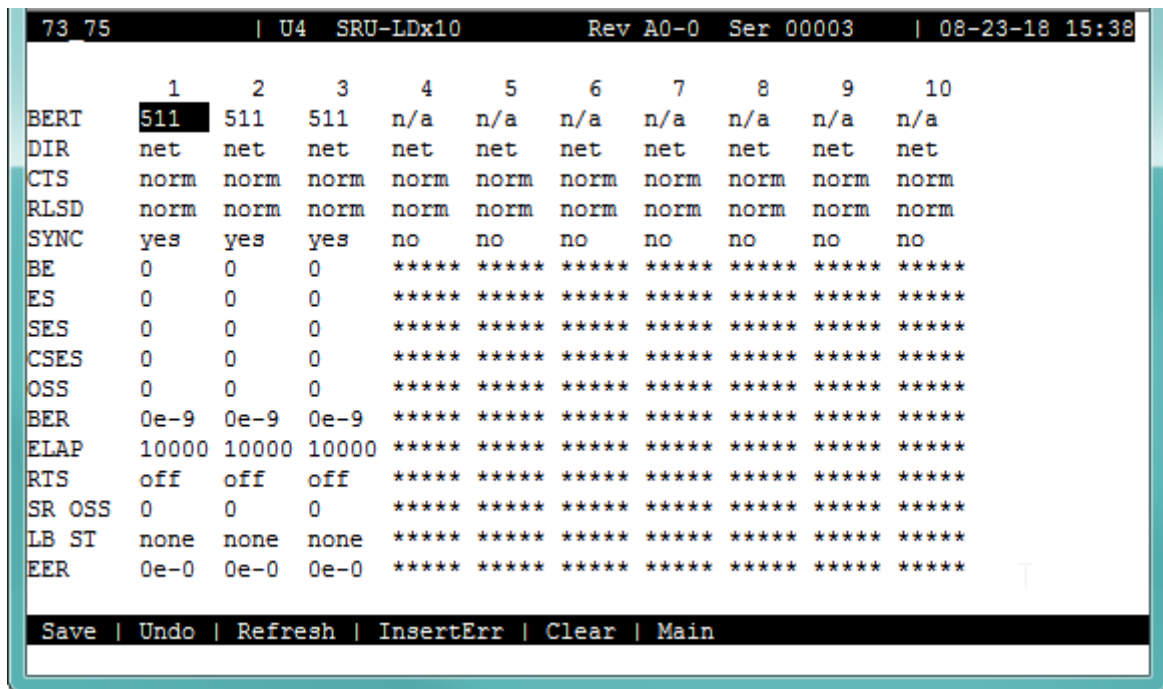 73_75 | U4 SRU-LDx10 Rev A0-0 Ser 00003 | 08-23-18 15:38
1 2 3 4 5 6 7 8 9 10
BERT 511 511 511 n/a n/a n/a n/a n/a n/a n/a
DIR net net net net net net net net net net
CTS norm norm norm norm norm norm norm norm norm norm
RLSD norm norm norm norm norm norm norm norm norm norm
SYNC yes yes yes no no no no no no no
BE 0 0 0 ***** ***** ***** ***** ***** ***** *****
ES 0 0 0 ***** ***** ***** ***** ***** ***** *****
SES 0 0 0 ***** ***** ***** ***** ***** ***** *****
CSES 0 0 0 ***** ***** ***** ***** ***** ***** *****
OSS 0 0 0 ***** ***** ***** ***** ***** ***** *****
BER 0e-9 0e-9 0e-9 ***** ***** ***** ***** ***** ***** *****
ELAP 10000 10000 10000 ***** ***** ***** ***** ***** ***** *****
RTS off off off ***** ***** ***** ***** ***** ***** *****
SR OSS 0 0 0 ***** ***** ***** ***** ***** ***** *****
LB ST none none none ***** ***** ***** ***** ***** ***** *****
EER 0e-0 0e-0 0e-0 ***** ***** ***** ***** ***** ***** *****
Save | Undo | Refresh | InsertErr | Clear | Main